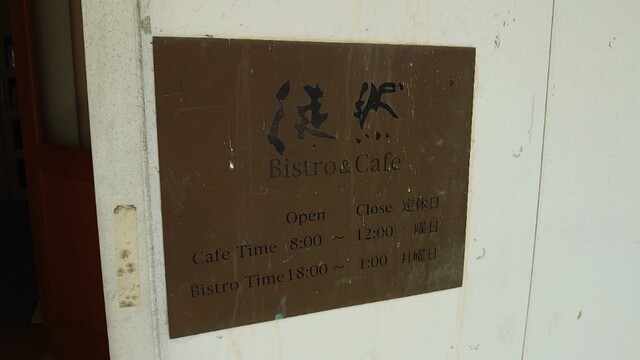 徒然
Bistro & Cafe
Open Close 定休日
Cafe Time 8:00 ～ 12:00 曜日
Bistro Time 18:00 ～ 1:00 月曜日